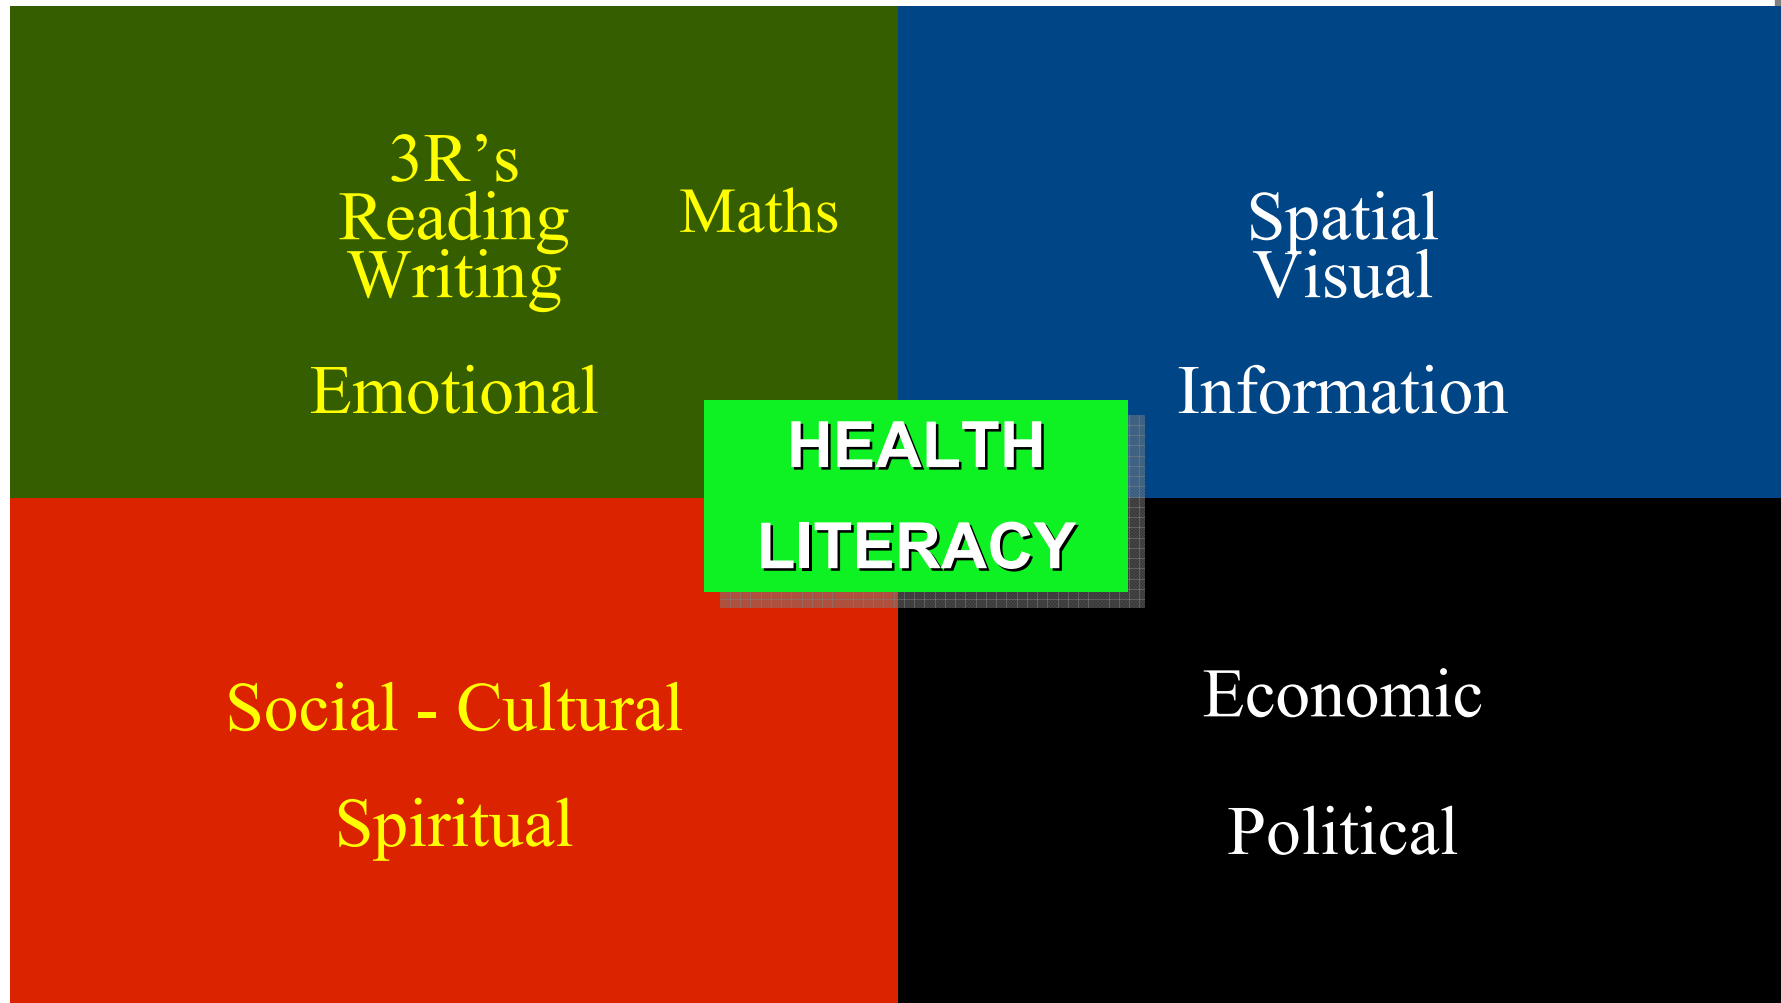 3R’s
Reading
Writing
Maths
Emotional
Spatial
Visual
Information
HEALTH
LITERACY
Social - Cultural
Spiritual
Economic
Political